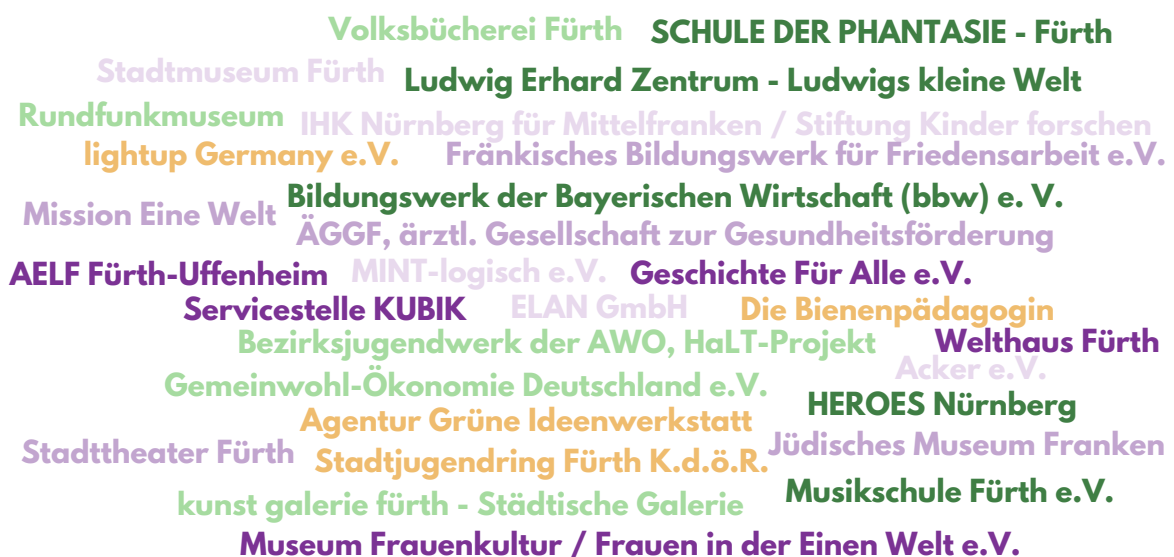 Volksbücherei Fürth
SCHULE DER PHANTASIE - Fürth
Stadtmuseum Fürth
Ludwig Erhard Zentrum - Ludwigs kleine Welt
Rundfunkmuseum
IHK Nürnberg für Mittelfranken / Stiftung Kinder forschen
lightup Germany e.V.
Fränkisches Bildungswerk für Friedensarbeit e.V.
Bildungswerk der Bayerischen Wirtschaft (bbw) e. V.
Mission Eine Welt
ÄGGF, ärztl. Gesellschaft zur Gesundheitsförderung
AELF Fürth-Uffenheim
MINT-logisch e.V.
Geschichte Für Alle e.V.
Servicestelle KUBIK
ELAN GmbH
Die Bienenpädagogin
Bezirksjugendwerk der AWO, HaLT-Projekt
Welthaus Fürth
Acker e.V.
Gemeinwohl-Ökonomie Deutschland e.V.
HEROES Nürnberg
Agentur Grüne Ideenwerkstatt
Stadttheater Fürth
Jüdisches Museum Franken
Stadtjugendring Fürth K.d.ö.R.
Musikschule Fürth e.V.
kunst galerie fürth - Städtische Galerie
Museum Frauenkultur / Frauen in der Einen Welt e.V.